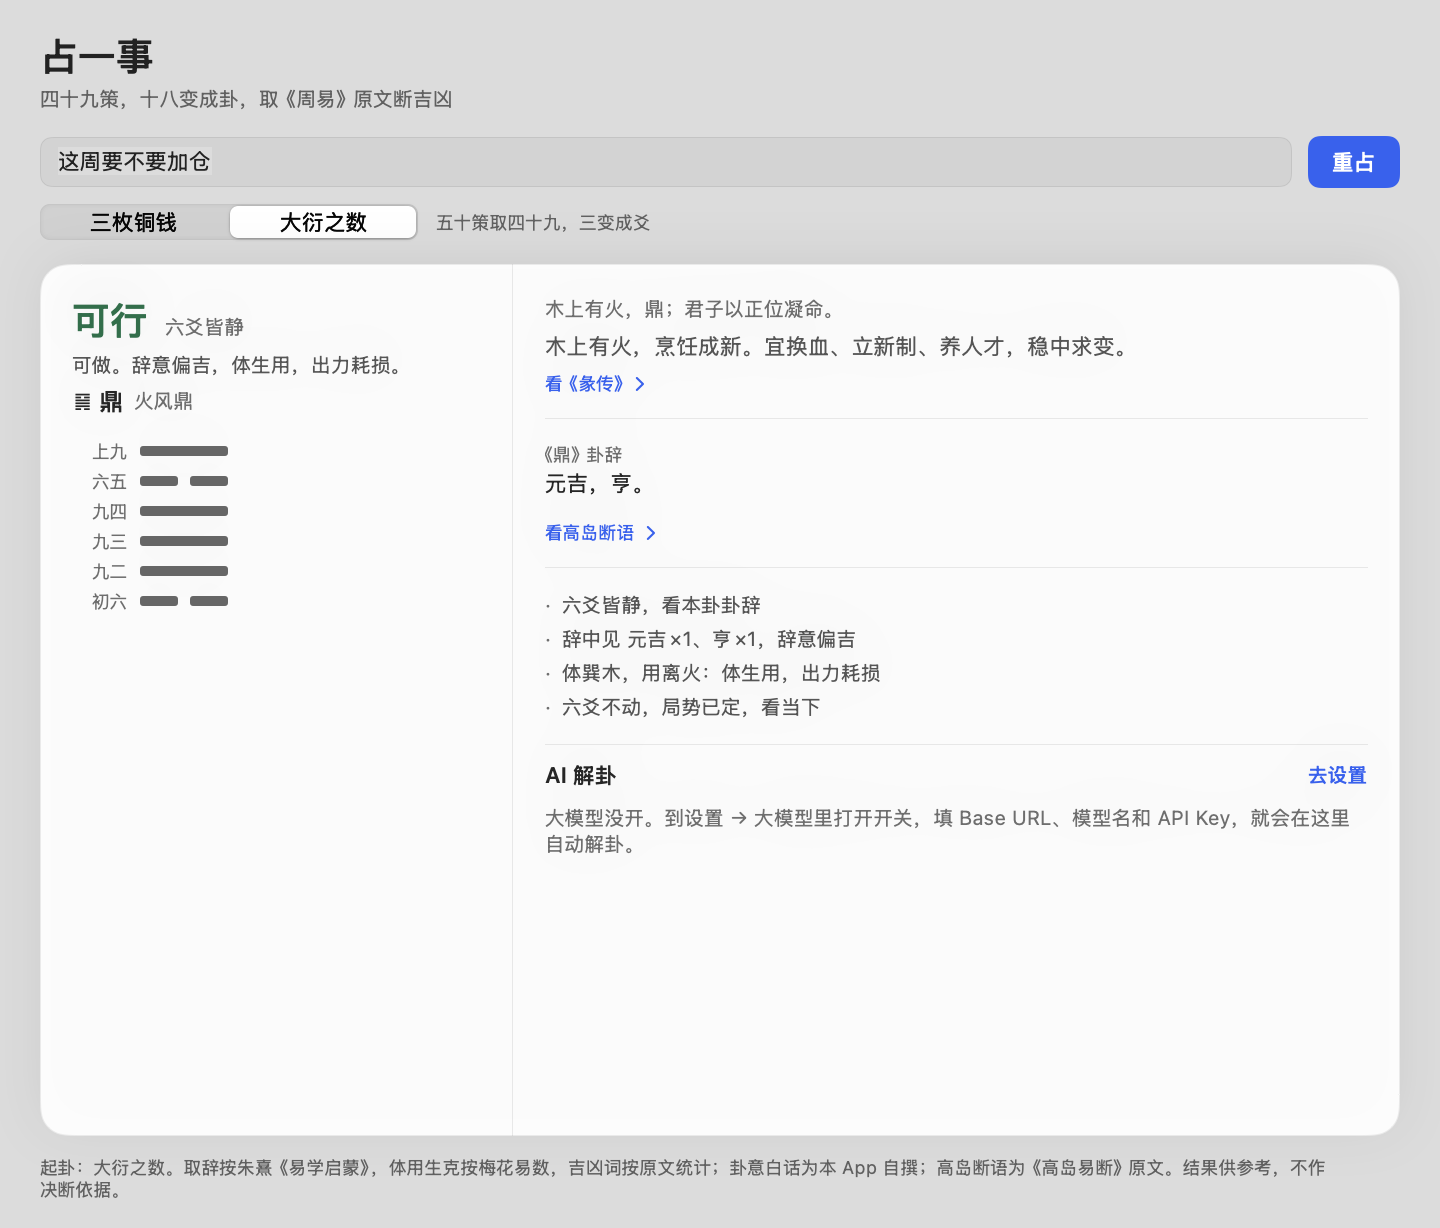 占一事
四十九策，十八变成卦，取《周易》原文断吉凶
这周要不要加仓
重占
三枚铜钱
大衍之数
五十策取四十九，三变成爻
可行 六爻皆静
可做。辞意偏吉，体生用，出力耗损。
䷱ 鼎 火风鼎
上九
六五
九四
九三
九二
初六
木上有火，鼎；君子以正位凝命。
木上有火，烹饪成新。宜换血、立新制、养人才，稳中求变。
看《彖传》
《鼎》卦辞
元吉，亨。
看高岛断语
· 六爻皆静，看本卦卦辞
· 辞中见 元吉×1、亨×1，辞意偏吉
· 体巽木，用离火：体生用，出力耗损
· 六爻不动，局势已定，看当下
AI 解卦
去设置
大模型没开。到设置 → 大模型里打开开关，填 Base URL、模型名和 API Key，就会在这里
自动解卦。
起卦：大衍之数。取辞按朱熹《易学启蒙》，体用生克按梅花易数，吉凶词按原文统计；卦意白话为本 App 自撰；高岛断语为《高岛易断》原文。结果供参考，不作
决断依据。